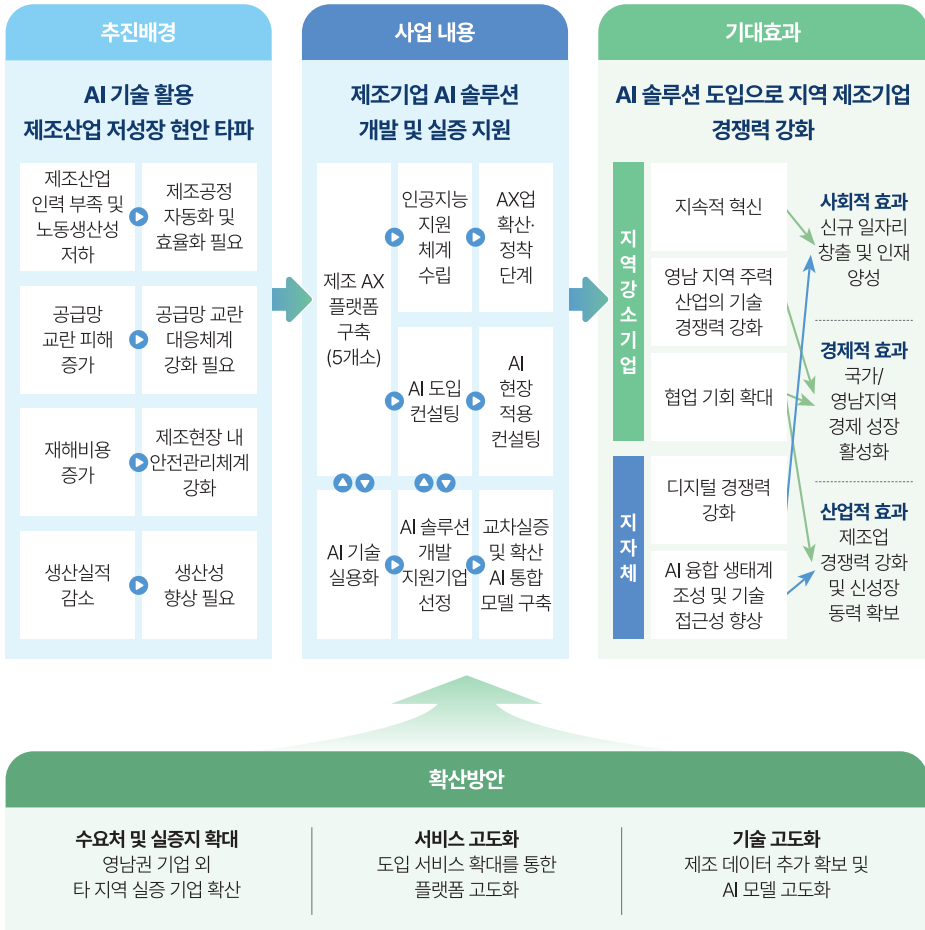 추진배경
AI 기술 활용
제조산업 저성장 현안 타파
제조산업
인력 부족 및
노동생산성
저하
제조공정
자동화 및
효율화 필요
공급망
교란 피해
증가
공급망 교란
대응체계
강화 필요
재해비용
증가
제조현장 내
안전관리체계
강화
생산실적
감소
생산성
향상 필요
사업 내용
제조기업 AI 솔루션
개발 및 실증 지원
제조 AX
플랫폼
구축
(5개소)
인공지능
지원
체계
수립
AX업
확산·
정착
단계
AI 도입
컨설팅
AI
현장
적용
컨설팅
AI 기술
실용화
AI 솔루션
개발
지원기업
선정
교차실증
및 확산
AI 통합
모델 구축
기대효과
AI 솔루션 도입으로 지역 제조기업
경쟁력 강화
지역강소기업
지속적 혁신
영남 지역 주력
산업의 기술
경쟁력 강화
협업 기회 확대
지자체
디지털 경쟁력
강화
AI 융합 생태계
조성 및 기술
접근성 향상
사회적 효과
신규 일자리
창출 및 인재
양성
경제적 효과
국가/
영남지역
경제 성장
활성화
산업적 효과
제조업
경쟁력 강화
및 신성장
동력 확보
확산방안
수요처 및 실증지 확대
영남권 기업 외
타 지역 실증 기업 확산
서비스 고도화
도입 서비스 확대를 통한
플랫폼 고도화
기술 고도화
제조 데이터 추가 확보 및
AI 모델 고도화